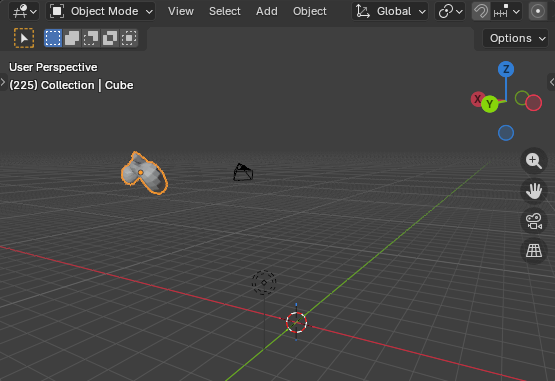 Object Mode View Select Add Object Global
Options
User Perspective
(225) Collection | Cube
Z
X Y